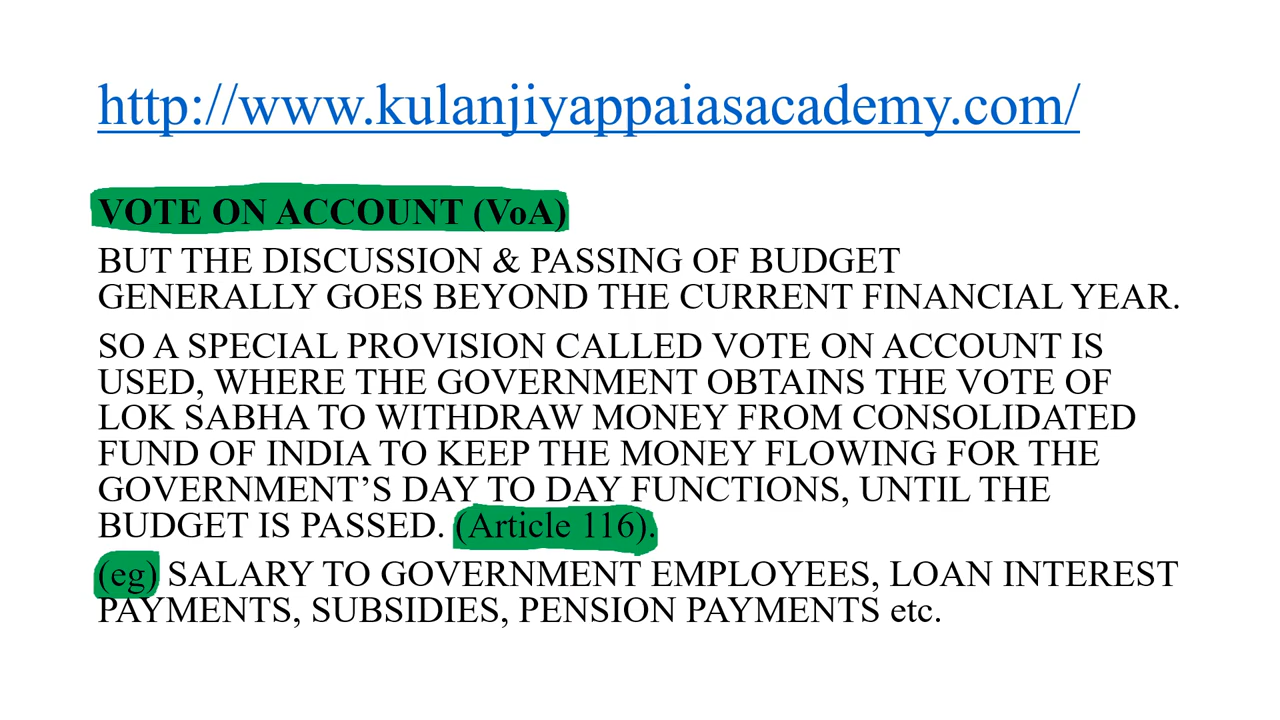 http://www.kulanjiyappaiasacademy.com/
VOTE ON ACCOUNT (VoA)
BUT THE DISCUSSION & PASSING OF BUDGET
GENERALLY GOES BEYOND THE CURRENT FINANCIAL YEAR.
SO A SPECIAL PROVISION CALLED VOTE ON ACCOUNT IS
USED, WHERE THE GOVERNMENT OBTAINS THE VOTE OF
LOK SABHA TO WITHDRAW MONEY FROM CONSOLIDATED
FUND OF INDIA TO KEEP THE MONEY FLOWING FOR THE
GOVERNMENT’S DAY TO DAY FUNCTIONS, UNTIL THE
BUDGET IS PASSED. (Article 116).
(eg) SALARY TO GOVERNMENT EMPLOYEES, LOAN INTEREST
PAYMENTS, SUBSIDIES, PENSION PAYMENTS etc.